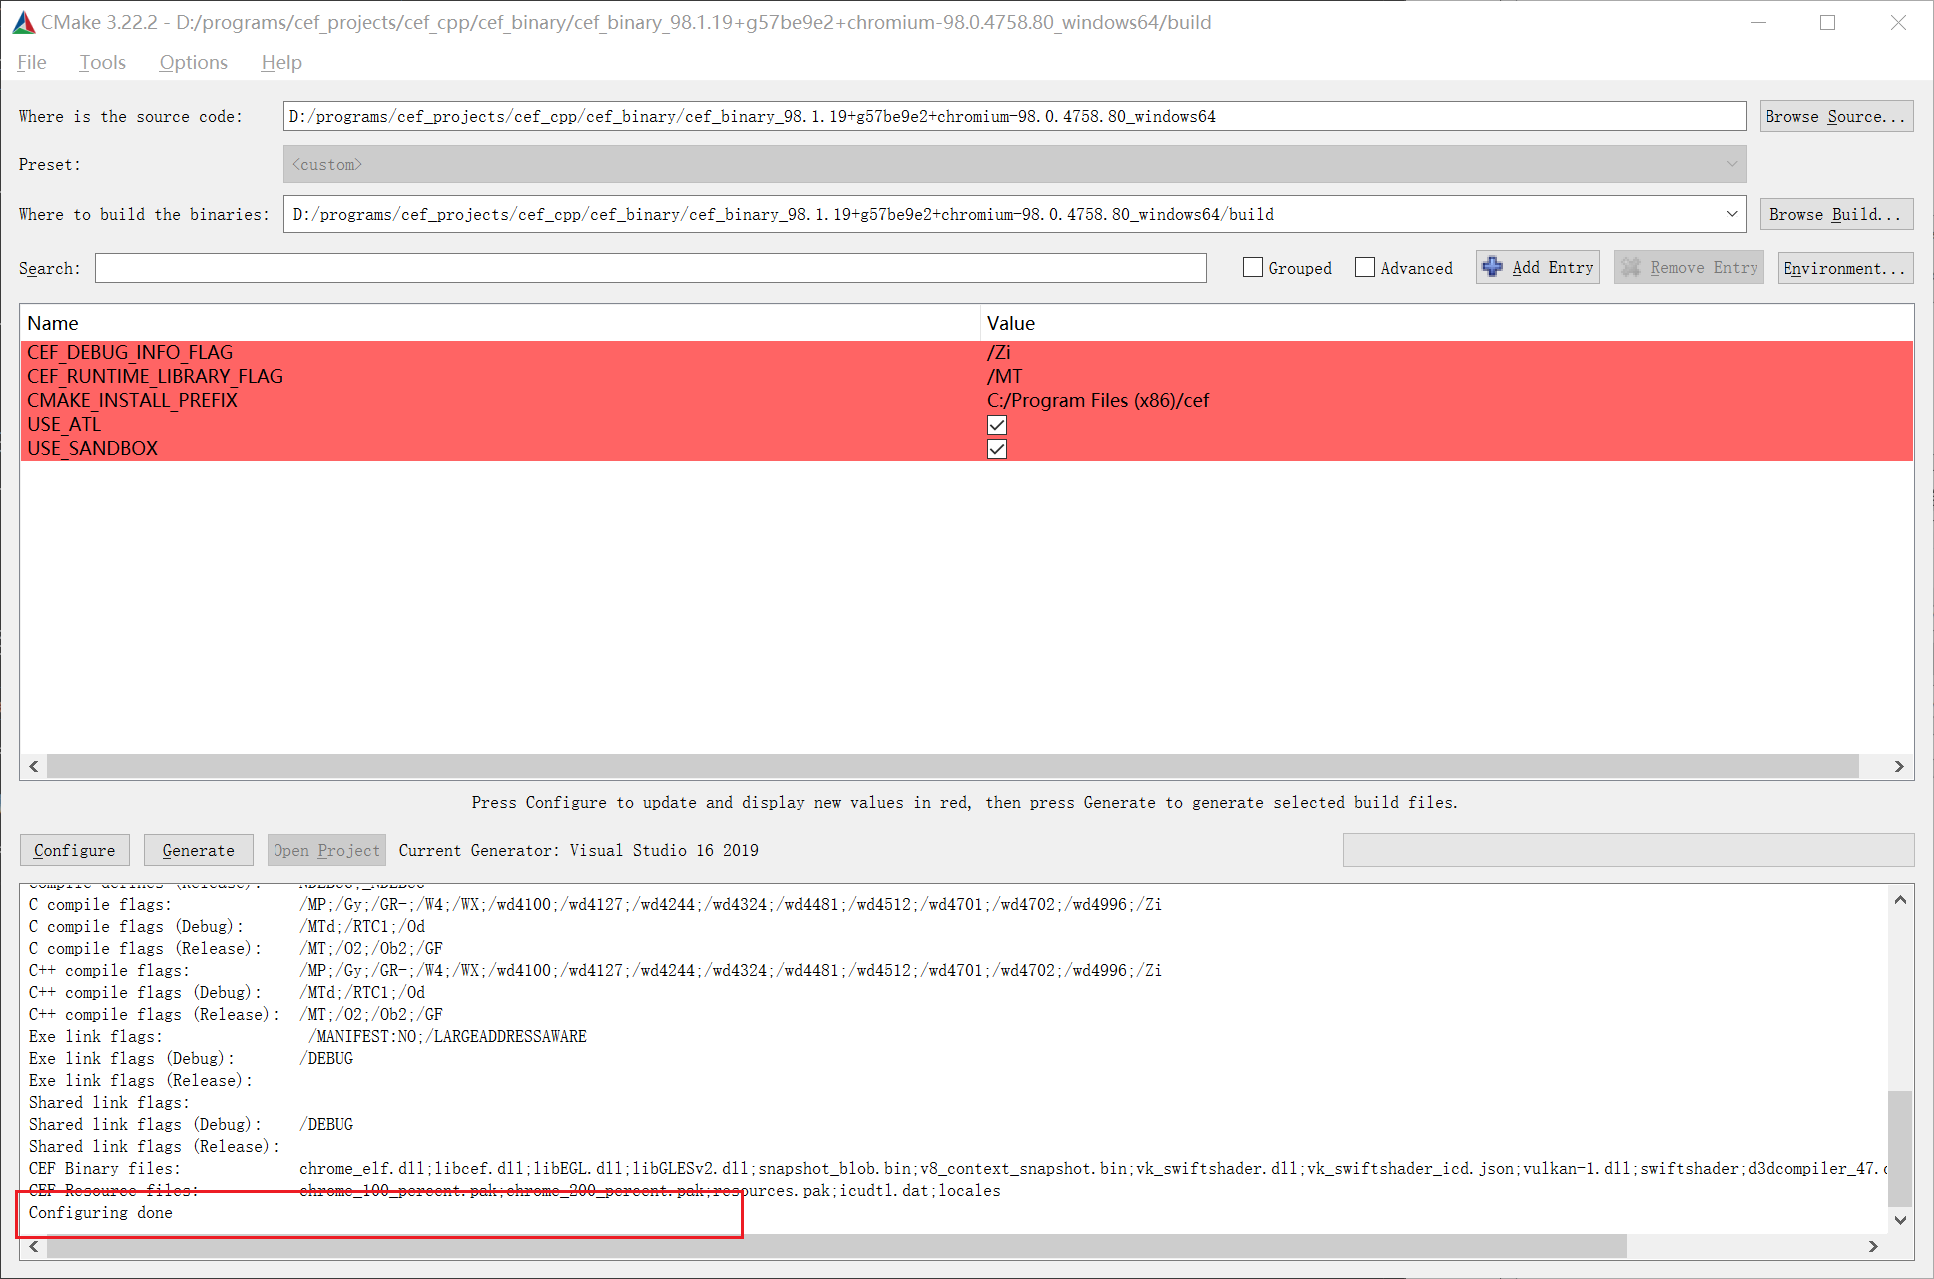 CMake 3.22.2 - D:/programs/cef_projects/cef_cpp/cef_binary/cef_binary_98.1.19+g57be9e2+chromium-98.0.4758.80_windows64/build
File Tools Options Help
Where is the source code: D:/programs/cef_projects/cef_cpp/cef_binary/cef_binary_98.1.19+g57be9e2+chromium-98.0.4758.80_windows64 Browse Source...
Preset: <custom>
Where to build the binaries: D:/programs/cef_projects/cef_cpp/cef_binary/cef_binary_98.1.19+g57be9e2+chromium-98.0.4758.80_windows64/build Browse Build...
Search: Grouped Advanced Add Entry Remove Entry Environment...
Name Value
CEF_DEBUG_INFO_FLAG /Zi
CEF_RUNTIME_LIBRARY_FLAG /MT
CMAKE_INSTALL_PREFIX C:/Program Files (x86)/cef
USE_ATL
USE_SANDBOX
Press Configure to update and display new values in red, then press Generate to generate selected build files.
Configure Generate Open Project Current Generator: Visual Studio 16 2019
Compile defines (Release): NDEBUG;_NDEBUG
C compile flags: /MP;/Gy;/GR-;/W4;/WX;/wd4100;/wd4127;/wd4244;/wd4324;/wd4481;/wd4512;/wd4701;/wd4702;/wd4996;/Zi
C compile flags (Debug): /MTd;/RTC1;/Od
C compile flags (Release): /MT;/O2;/Ob2;/GF
C++ compile flags: /MP;/Gy;/GR-;/W4;/WX;/wd4100;/wd4127;/wd4244;/wd4324;/wd4481;/wd4512;/wd4701;/wd4702;/wd4996;/Zi
C++ compile flags (Debug): /MTd;/RTC1;/Od
C++ compile flags (Release): /MT;/O2;/Ob2;/GF
Exe link flags: /MANIFEST:NO;/LARGEADDRESSAWARE
Exe link flags (Debug): /DEBUG
Exe link flags (Release):
Shared link flags:
Shared link flags (Debug): /DEBUG
Shared link flags (Release):
CEF Binary files: chrome_elf.dll;libcef.dll;libEGL.dll;libGLESv2.dll;snapshot_blob.bin;v8_context_snapshot.bin;vk_swiftshader.dll;vk_swiftshader_icd.json;vulkan-1.dll;swiftshader;d3dcompiler_47.d
CEF Resource files: chrome_100_percent.pak;chrome_200_percent.pak;resources.pak;icudtl.dat;locales
Configuring done